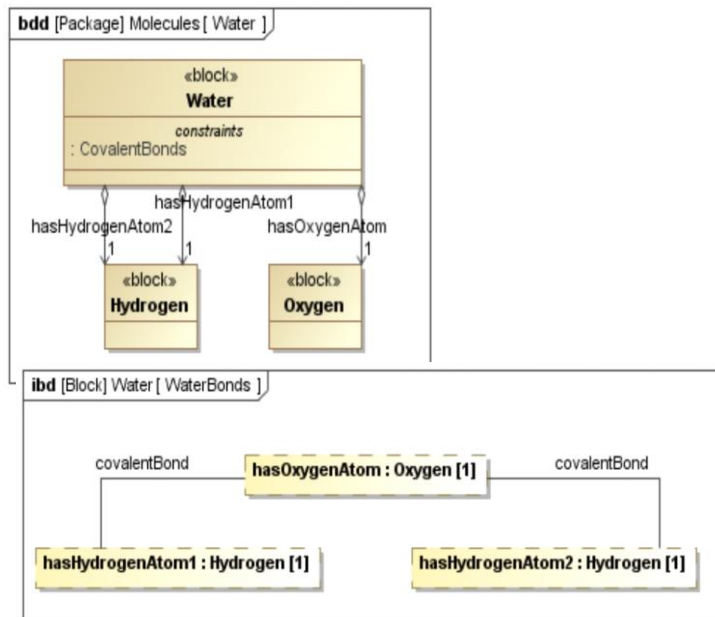 bdd [Package] Molecules [ Water ]
«block»
Water
constraints
: CovalentBonds
hasHydrogenAtom1
hasHydrogenAtom2
hasOxygenAtom
1
1
1
«block»
Hydrogen
«block»
Oxygen
ibd [Block] Water [ WaterBonds ]
covalentBond
covalentBond
hasOxygenAtom : Oxygen [1]
hasHydrogenAtom1 : Hydrogen [1]
hasHydrogenAtom2 : Hydrogen [1]